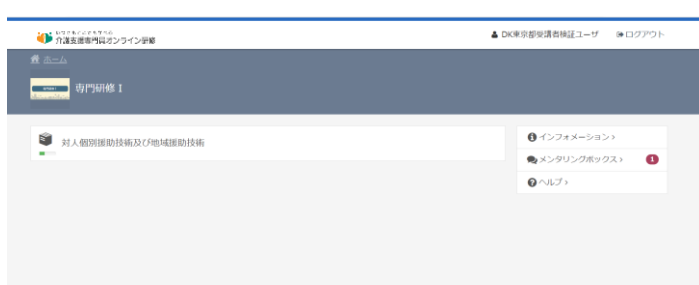 介護支援専門員オンライン研修
DK東京都受講者検証ユーザ
ログアウト
ホーム
専門研修 I
対人個別援助技術及び地域援助技術
インフォメーション ›
メンタリングボックス ›
1
ヘルプ ›